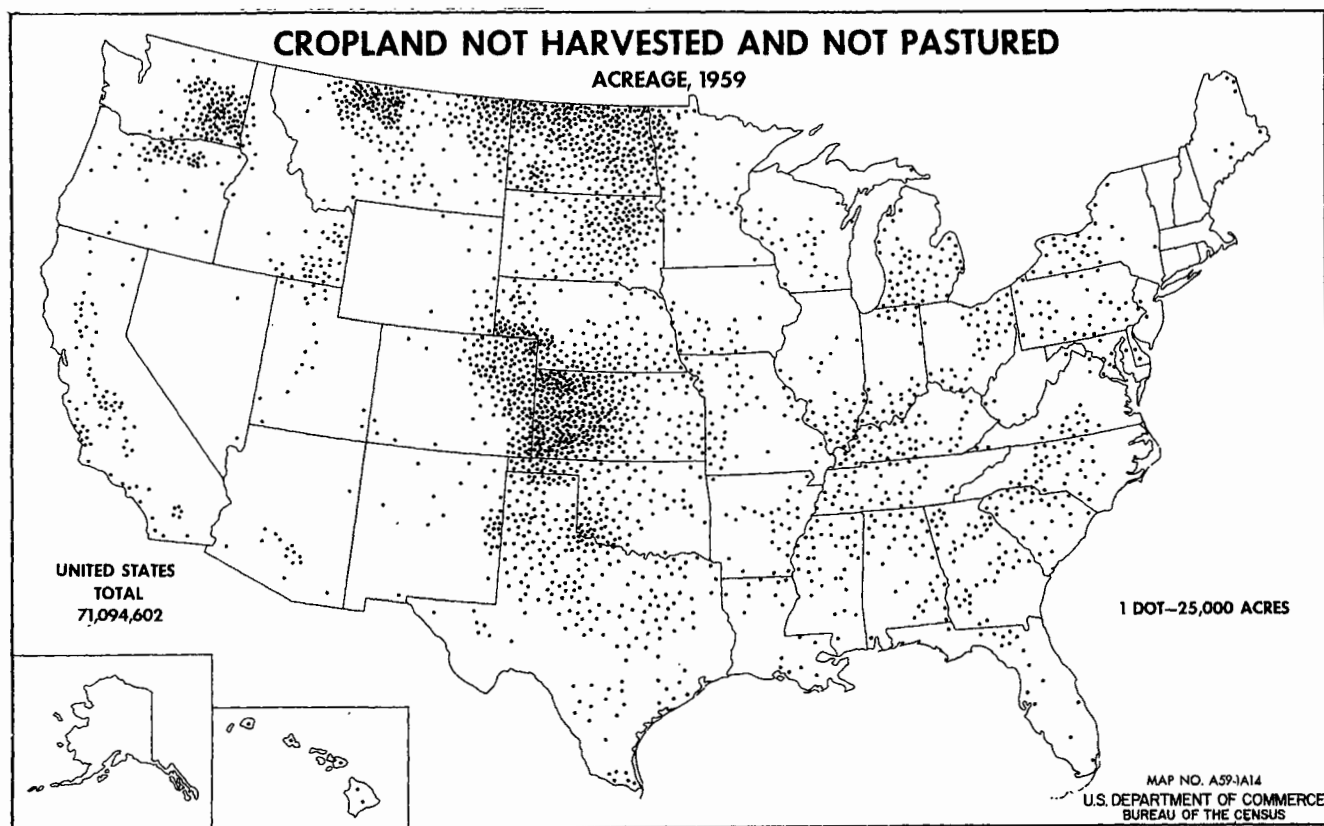 CROPLAND NOT HARVESTED AND NOT PASTURED
ACREAGE, 1959
UNITED STATES
TOTAL
71,094,602
1 DOT—25,000 ACRES
MAP NO. A59-1A14
U.S. DEPARTMENT OF COMMERCE
BUREAU OF THE CENSUS